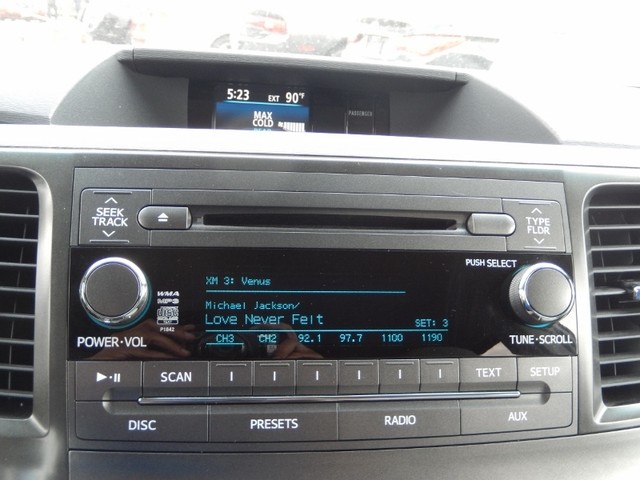 5:23 EXT 90°F
MAX
COLD
PASSENGER
SEEK
TRACK
TYPE
FLDR
PUSH SELECT
XM 3: Venus
WMA
MP3
Michael Jackson/
Love Never Felt
SET: 3
P1842
CH3 CH2 92.1 97.7 1100 1190
POWER·VOL
TUNE·SCROLL
SCAN
TEXT
SETUP
DISC
PRESETS
RADIO
AUX